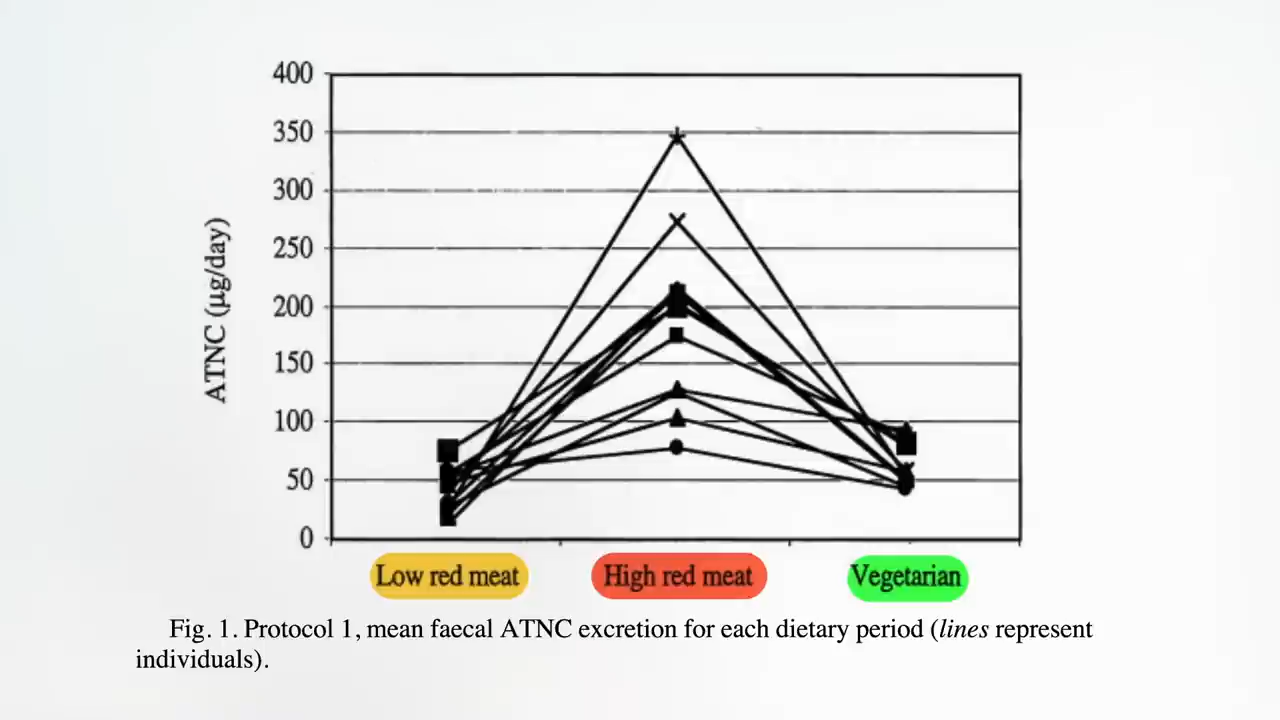 400
350
300
250
200
150
100
50
0
ATNC (µg/day)
Low red meat
High red meat
Vegetarian
Fig. 1. Protocol 1, mean faecal ATNC excretion for each dietary period (lines represent
individuals).